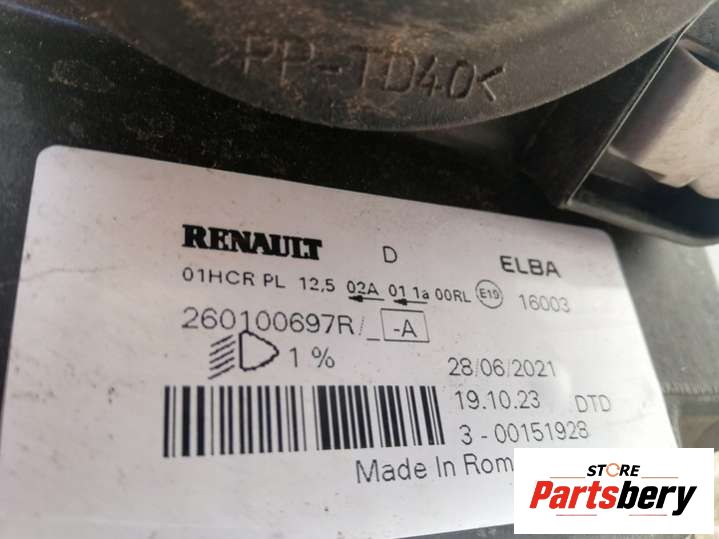 >PP-TD40<
RENAULT D ELBA
01HCR PL 12,5 02A 01 1a 00RL E19 16003
260100697R/_ -A
1 % 28/06/2021
19.10.23 DTD
3 - 00151928
Made In Rom
STORE
Partsbery